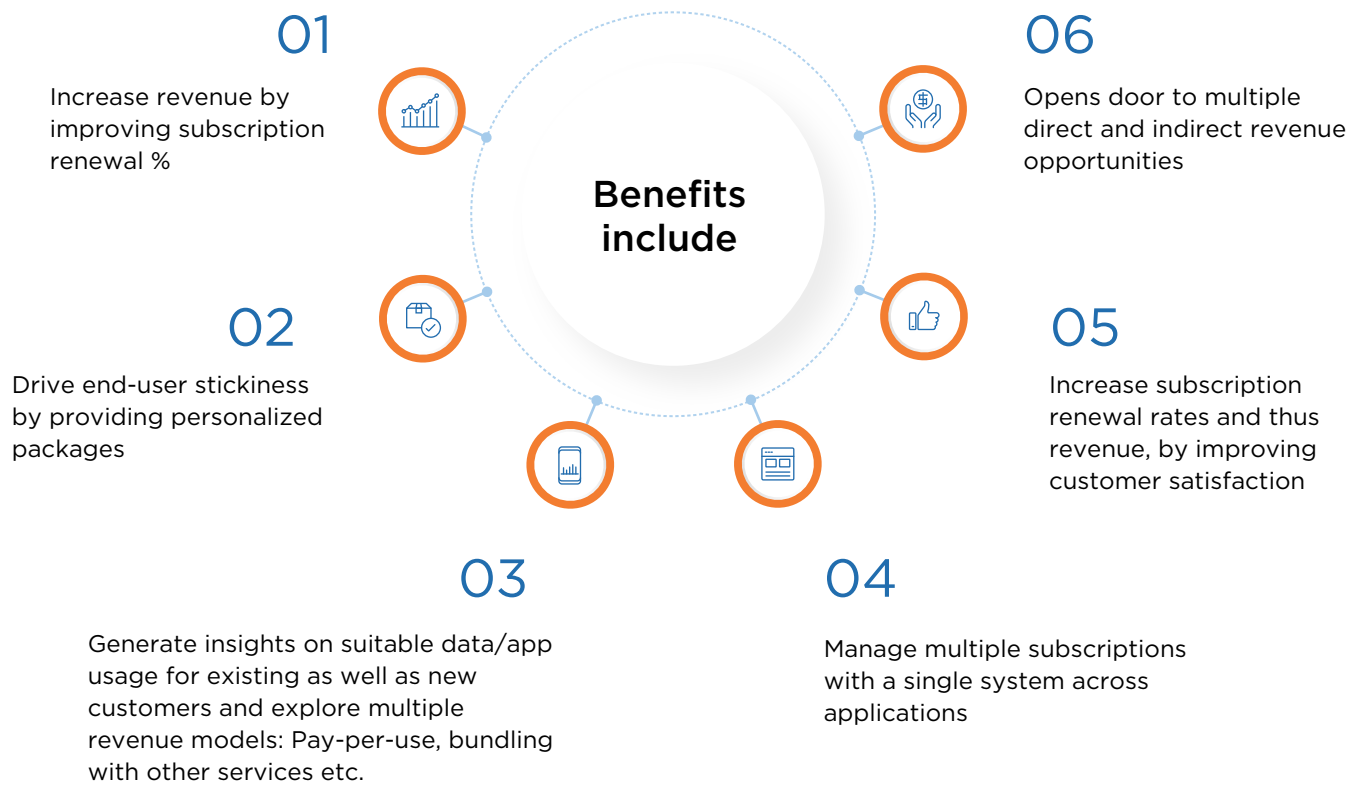 Benefits
include
01
Increase revenue by
improving subscription
renewal %
02
Drive end-user stickiness
by providing personalized
packages
03
Generate insights on suitable data/app
usage for existing as well as new
customers and explore multiple
revenue models: Pay-per-use, bundling
with other services etc.
04
Manage multiple subscriptions
with a single system across
applications
05
Increase subscription
renewal rates and thus
revenue, by improving
customer satisfaction
06
Opens door to multiple
direct and indirect revenue
opportunities